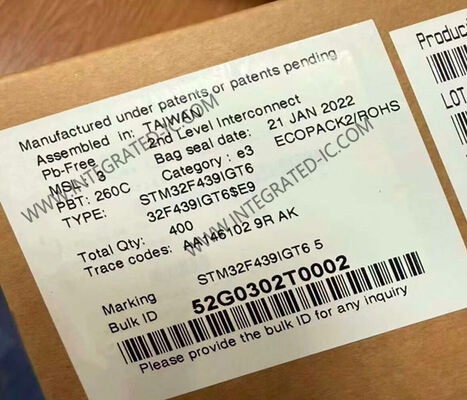 Manufactured under patents or patents pending
Assembled in: TAIWAN
Pb-Free 2nd Level Interconnect
MSL: 3 Bag seal date: 21 JAN 2022
PBT: 260C Category : e3 ECOPACK2/ROHS
TYPE: STM32F439IGT6
32F439IGT6$E9
Total Qty: 400
Trace codes: AA146102 9R AK
Marking STM32F439IGT6 5
Bulk ID 52G0302T0002
Please provide the bulk ID for any inquiry
WWW.INTEGRATED-IC.COM
WWW.INTEGRATED-IC.COM
Produc
LOT